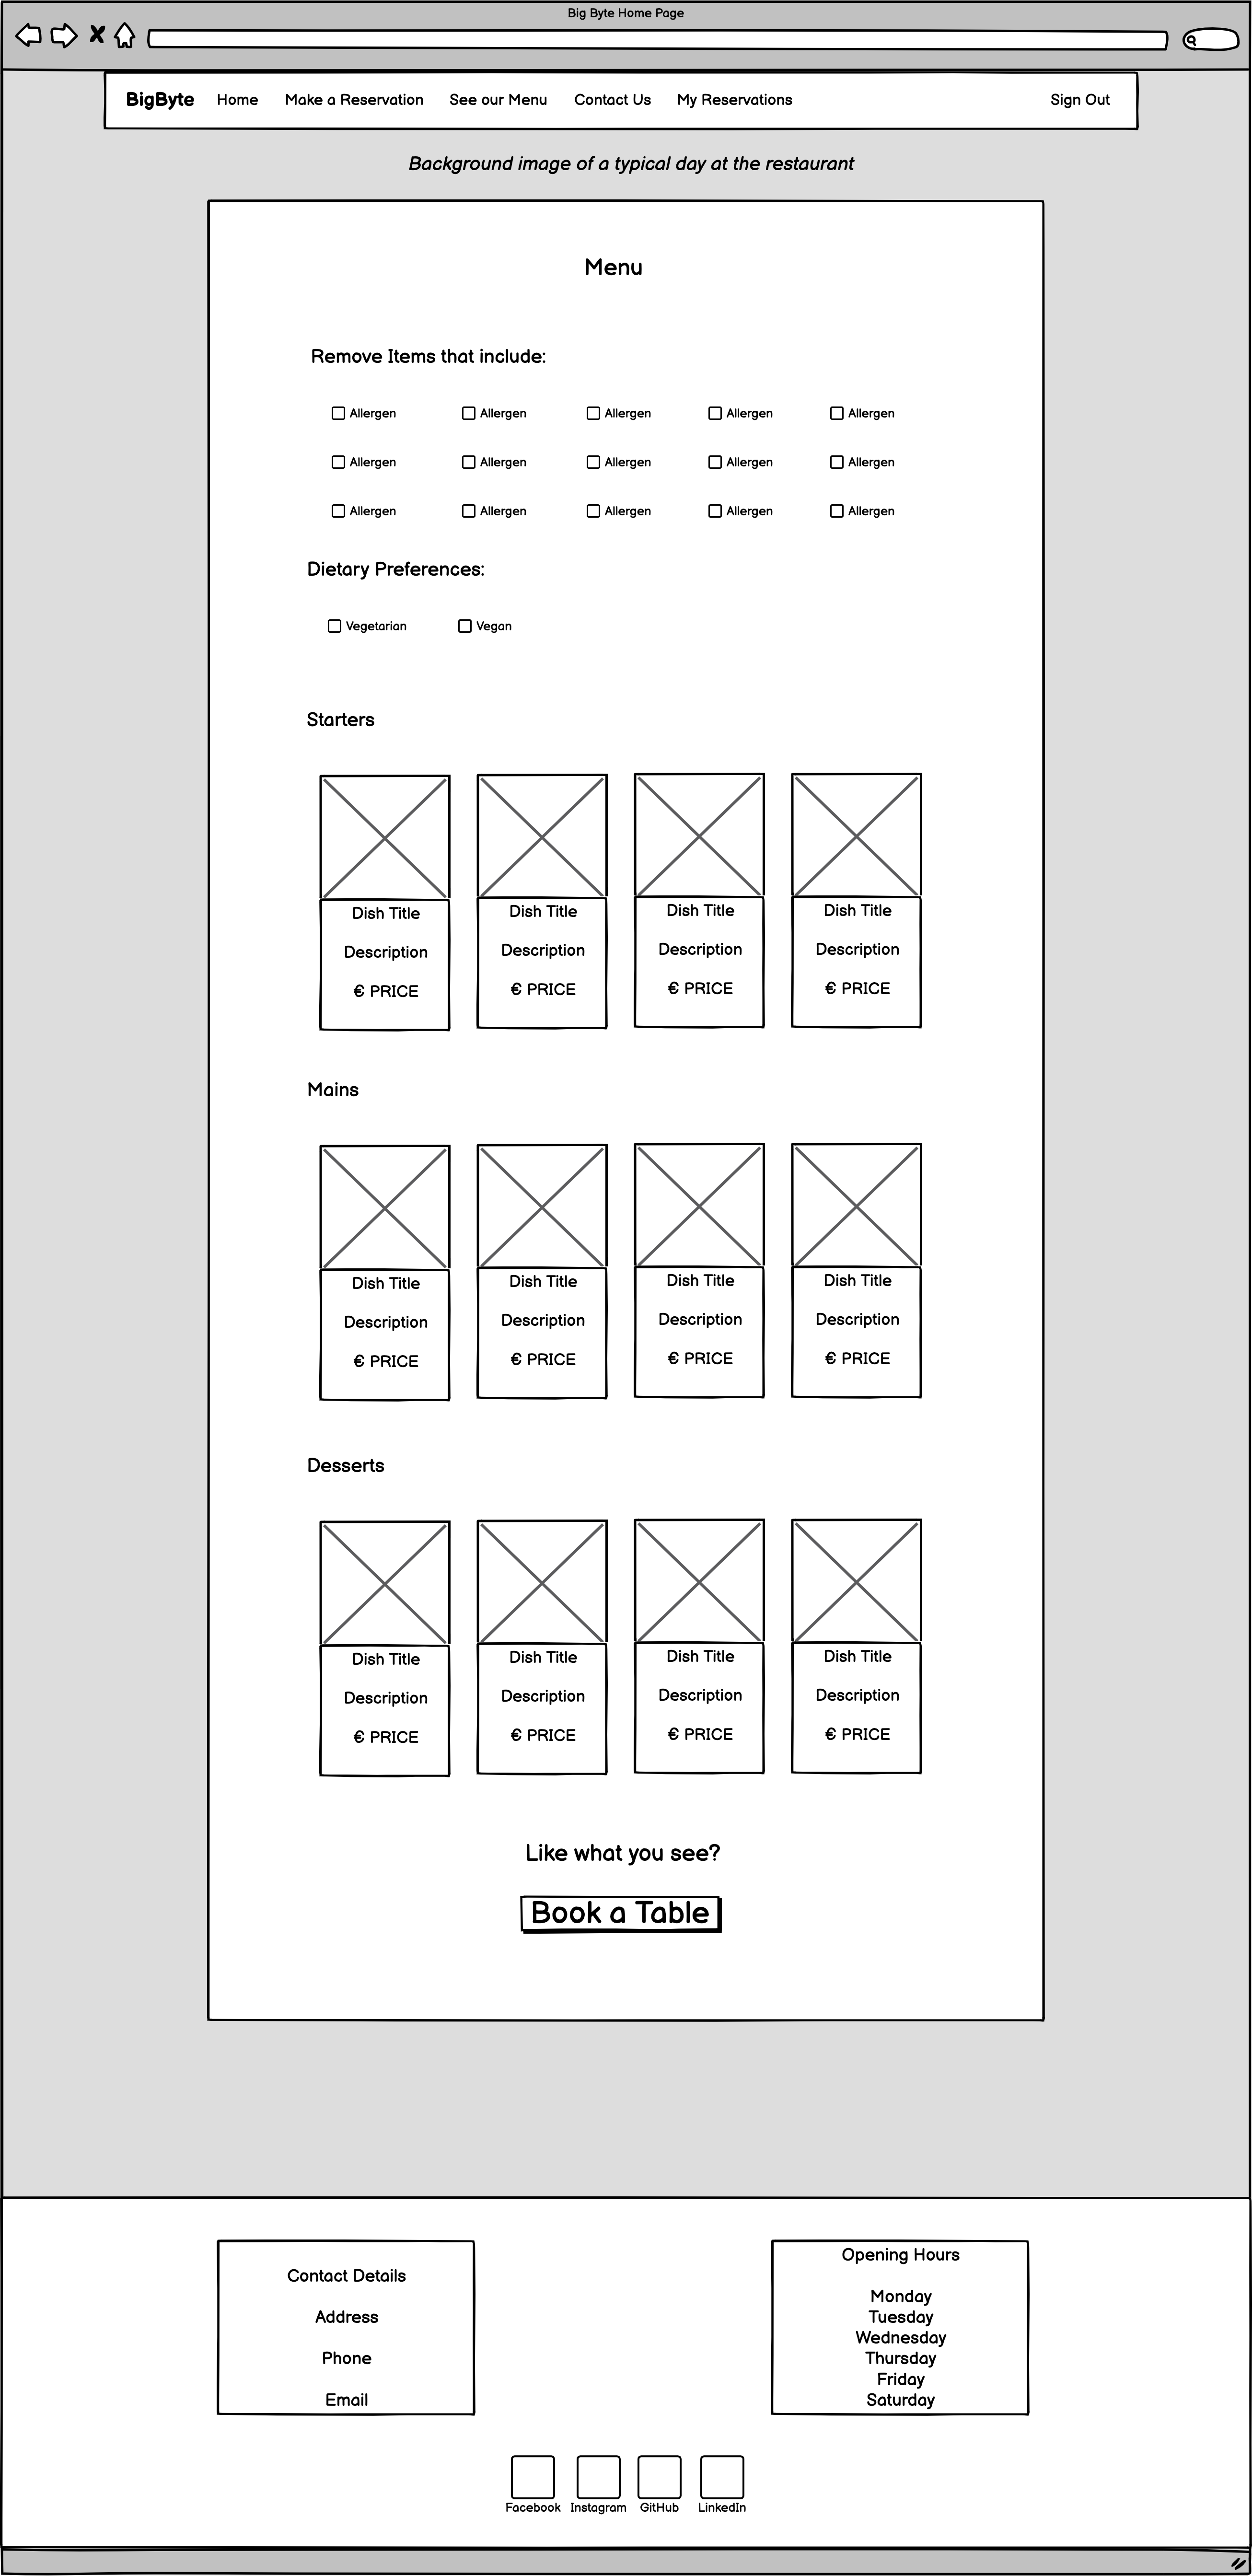 Big Byte Home Page
BigByte Home Make a Reservation See our Menu Contact Us My Reservations Sign Out
Background image of a typical day at the restaurant
Menu
Remove Items that include:
Allergen Allergen Allergen Allergen Allergen
Allergen Allergen Allergen Allergen Allergen
Allergen Allergen Allergen Allergen Allergen
Dietary Preferences:
Vegetarian Vegan
Starters
Dish Title Dish Title Dish Title Dish Title
Description Description Description Description
€ PRICE € PRICE € PRICE € PRICE
Mains
Dish Title Dish Title Dish Title Dish Title
Description Description Description Description
€ PRICE € PRICE € PRICE € PRICE
Desserts
Dish Title Dish Title Dish Title Dish Title
Description Description Description Description
€ PRICE € PRICE € PRICE € PRICE
Like what you see?
Book a Table
Contact Details
Address
Phone
Email
Opening Hours
Monday
Tuesday
Wednesday
Thursday
Friday
Saturday
Facebook Instagram GitHub LinkedIn